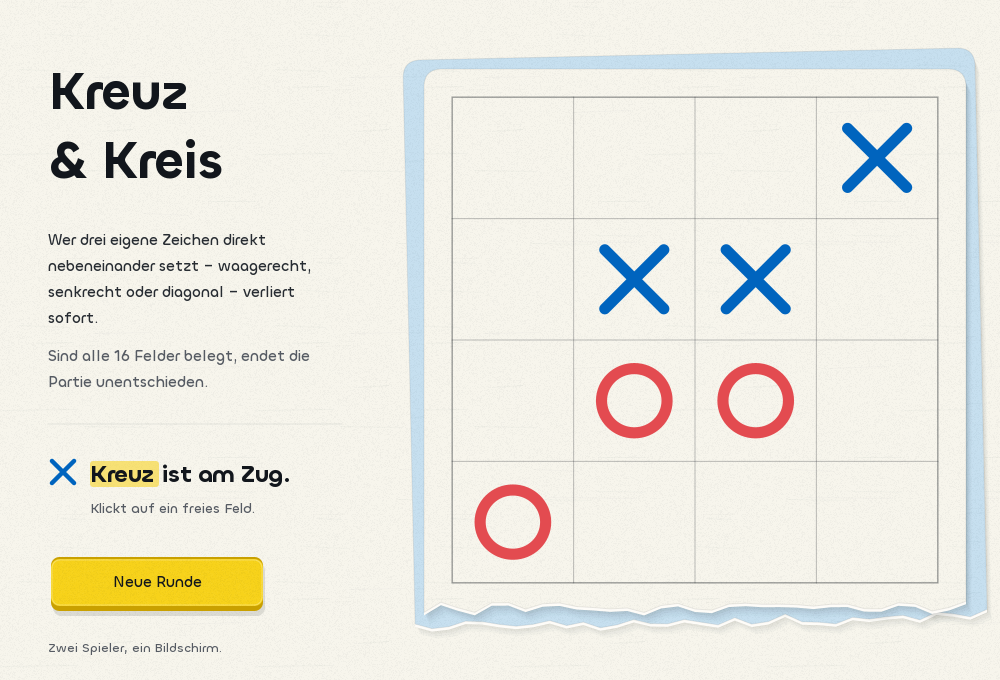 Kreuz
& Kreis
Wer drei eigene Zeichen direkt
nebeneinander setzt – waagerecht,
senkrecht oder diagonal – verliert
sofort.
Sind alle 16 Felder belegt, endet die
Partie unentschieden.
Kreuz ist am Zug.
Klickt auf ein freies Feld.
Neue Runde
Zwei Spieler, ein Bildschirm.